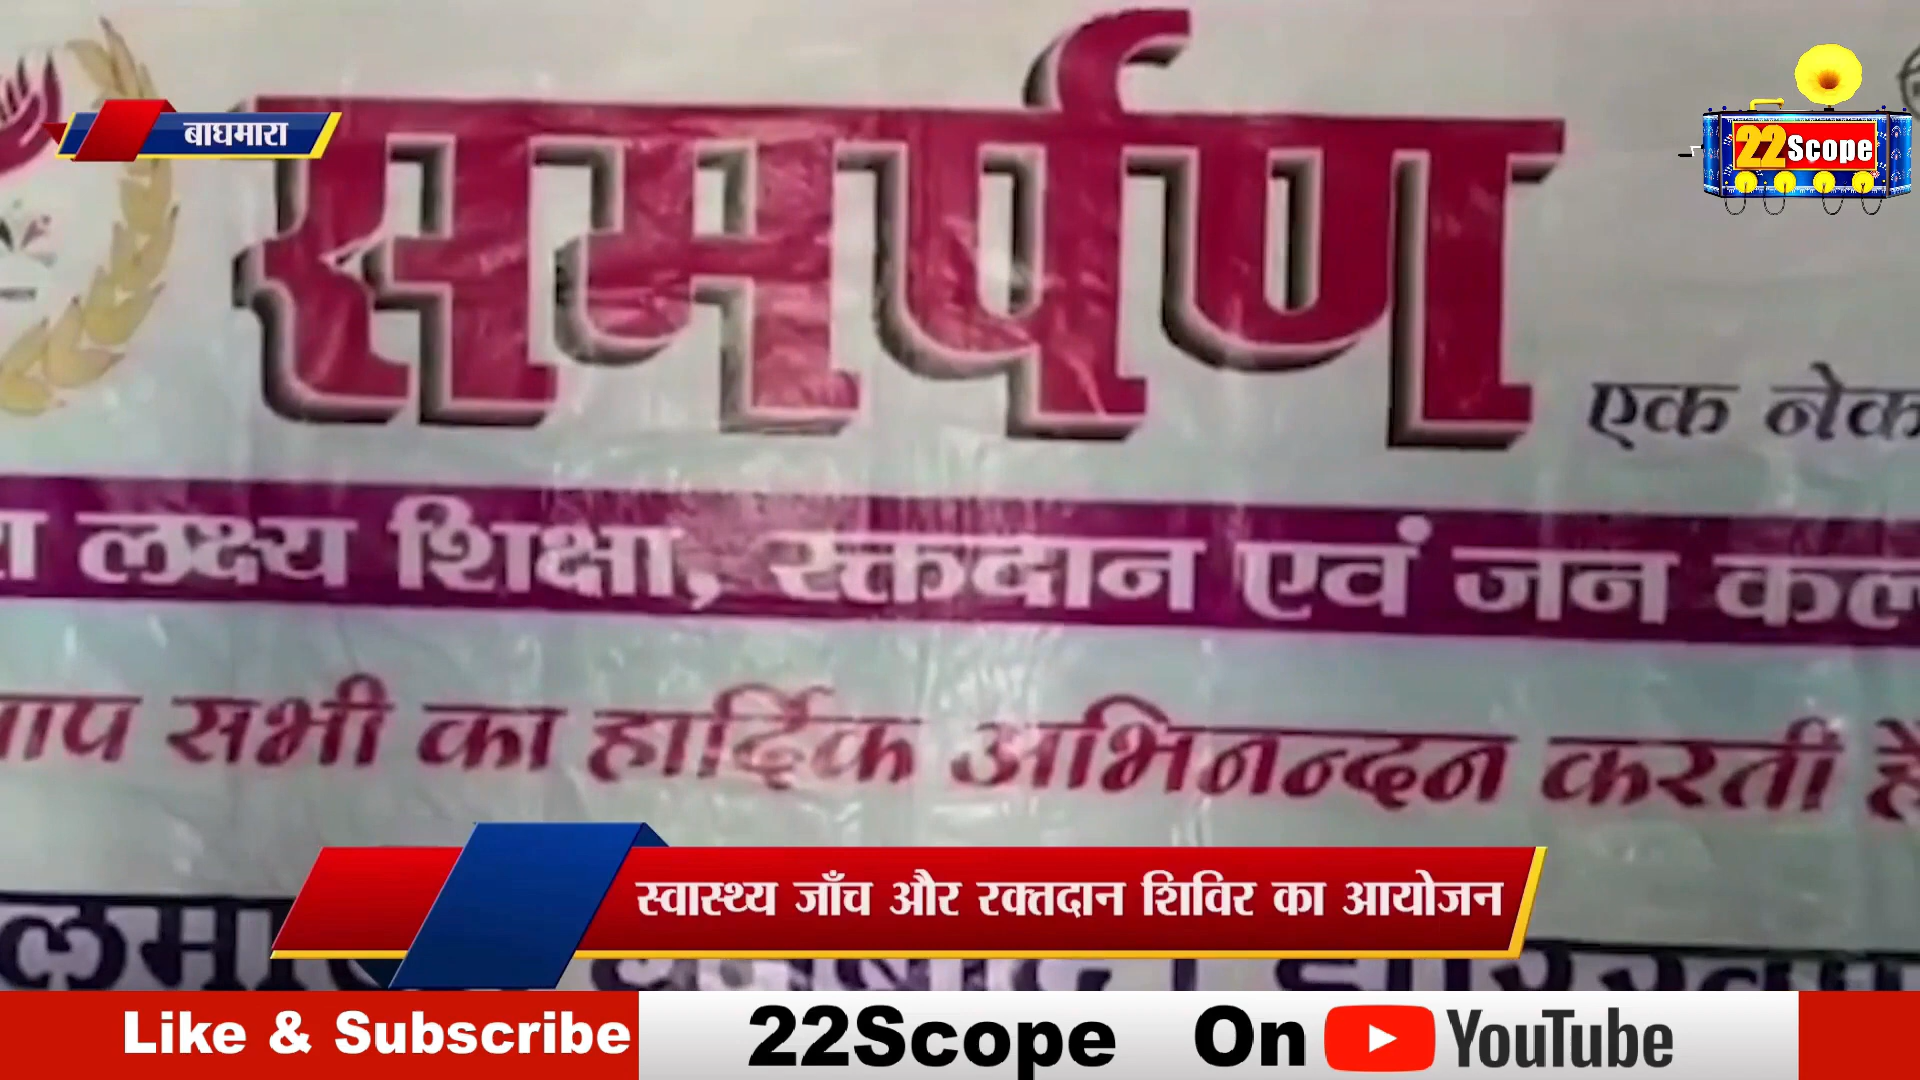 बाघमारा
22Scope
समर्पण
एक नेक
लक्ष्य शिक्षा, रक्तदान एवं जन
सभी का हार्दिक अभिनन्दन करती है
स्वास्थ्य जाँच और रक्तदान शिविर का आयोजन
Like & Subscribe 22Scope On YouTube